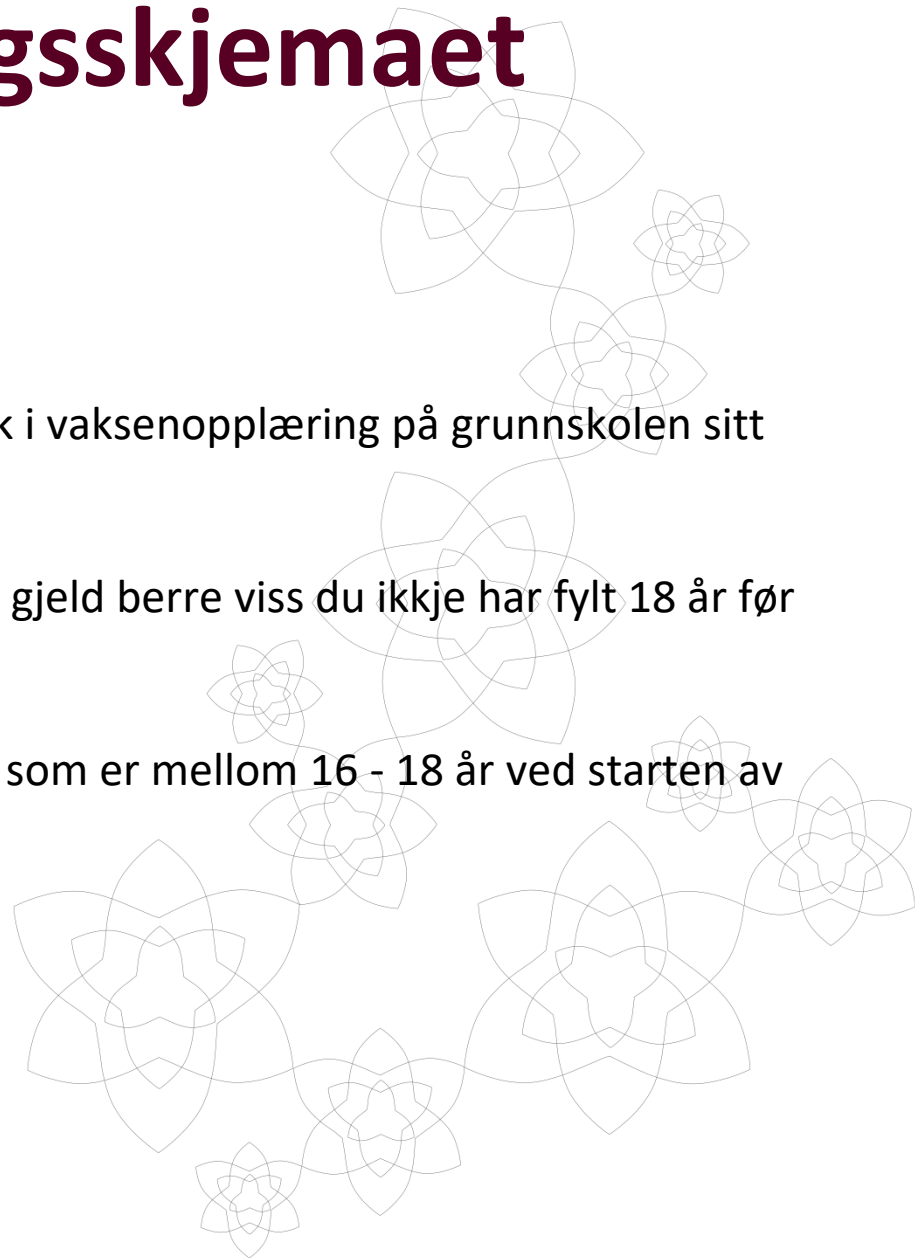 gsskjemaet
k i vaksenopplæring på grunnskolen sitt
gjeld berre viss du ikkje har fylt 18 år før
som er mellom 16 - 18 år ved starten av